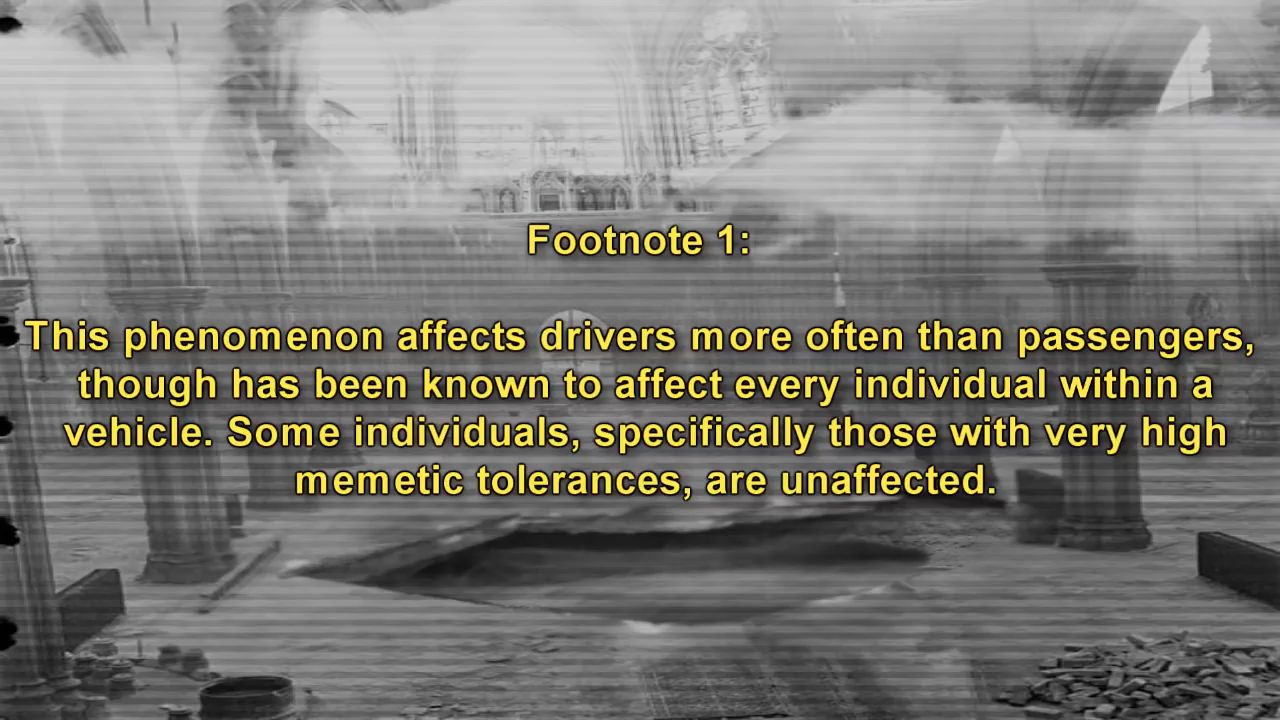 Footnote 1:
This phenomenon affects drivers more often than passengers,
though has been known to affect every individual within a
vehicle. Some individuals, specifically those with very high
memetic tolerances, are unaffected.